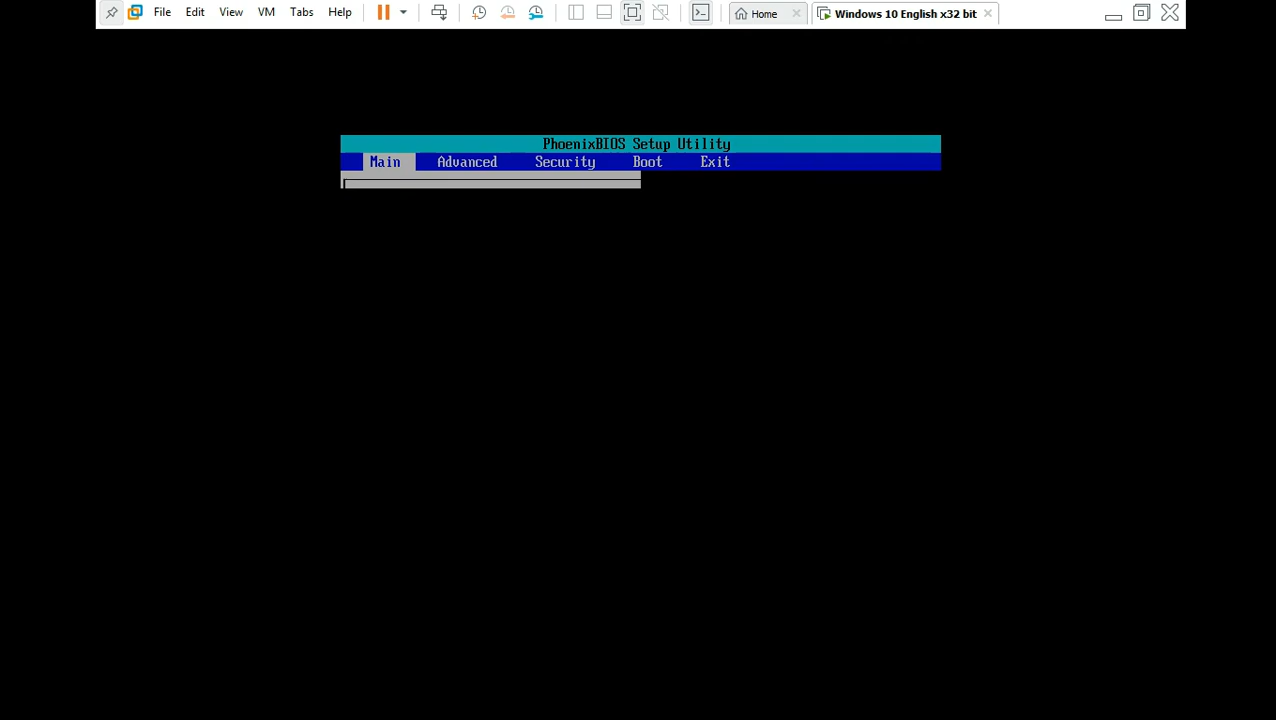 File Edit View VM Tabs Help Home Windows 10 English x32 bit
PhoenixBIOS Setup Utility
Main Advanced Security Boot Exit